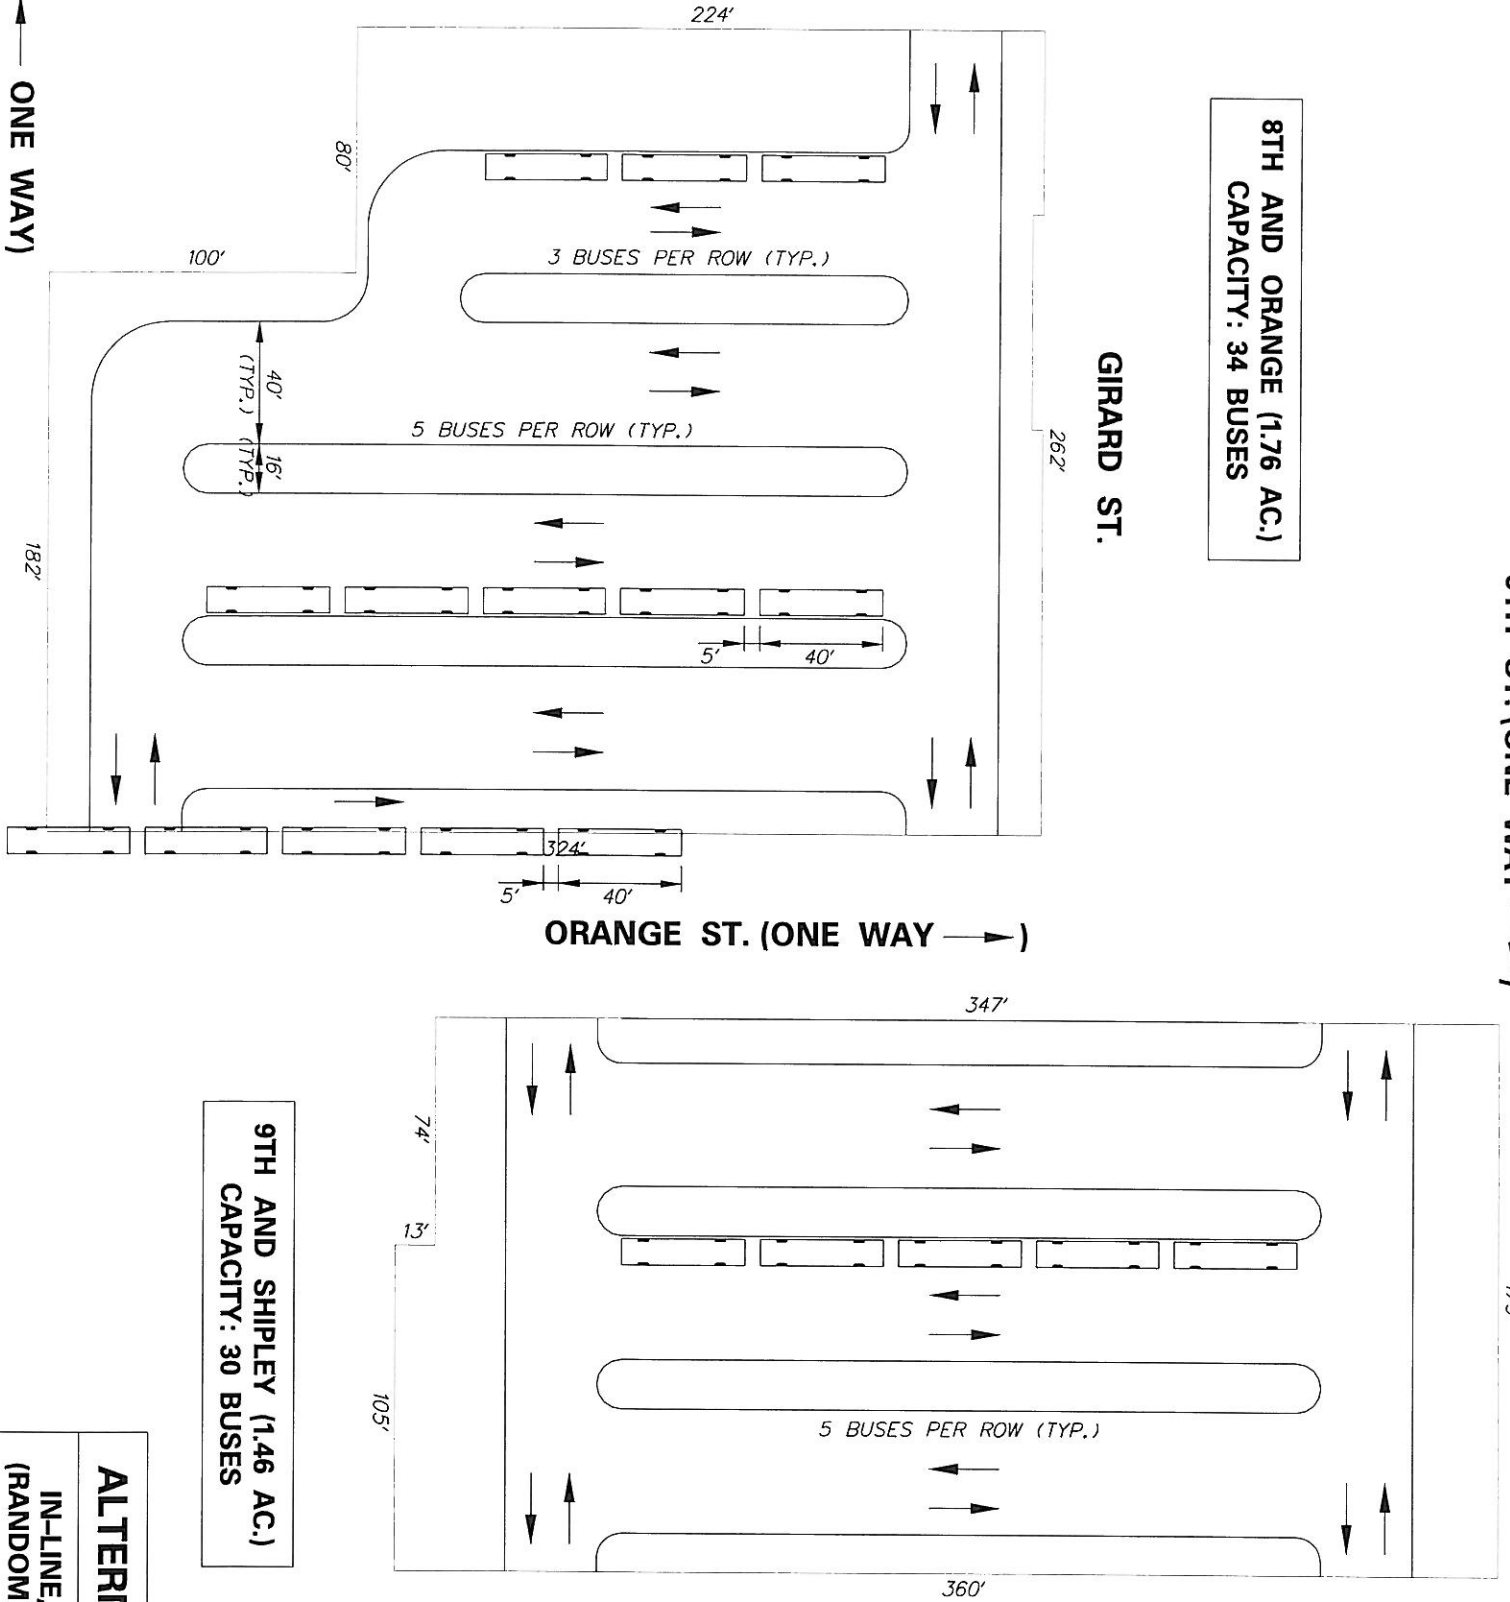 224'
← ONE WAY)
80'
8TH AND ORANGE (1.76 AC.)
CAPACITY: 34 BUSES
3 BUSES PER ROW (TYP.)
100'
GIRARD ST.
262'
40'
(TYP.)
5 BUSES PER ROW (TYP.)
16'
(TYP.)
182'
5'
40'
324'
5'
40'
ORANGE ST. (ONE WAY → )
347'
74'
13'
9TH AND SHIPLEY (1.46 AC.)
CAPACITY: 30 BUSES
105'
5 BUSES PER ROW (TYP.)
IN-LINE,
(RANDOM
360'